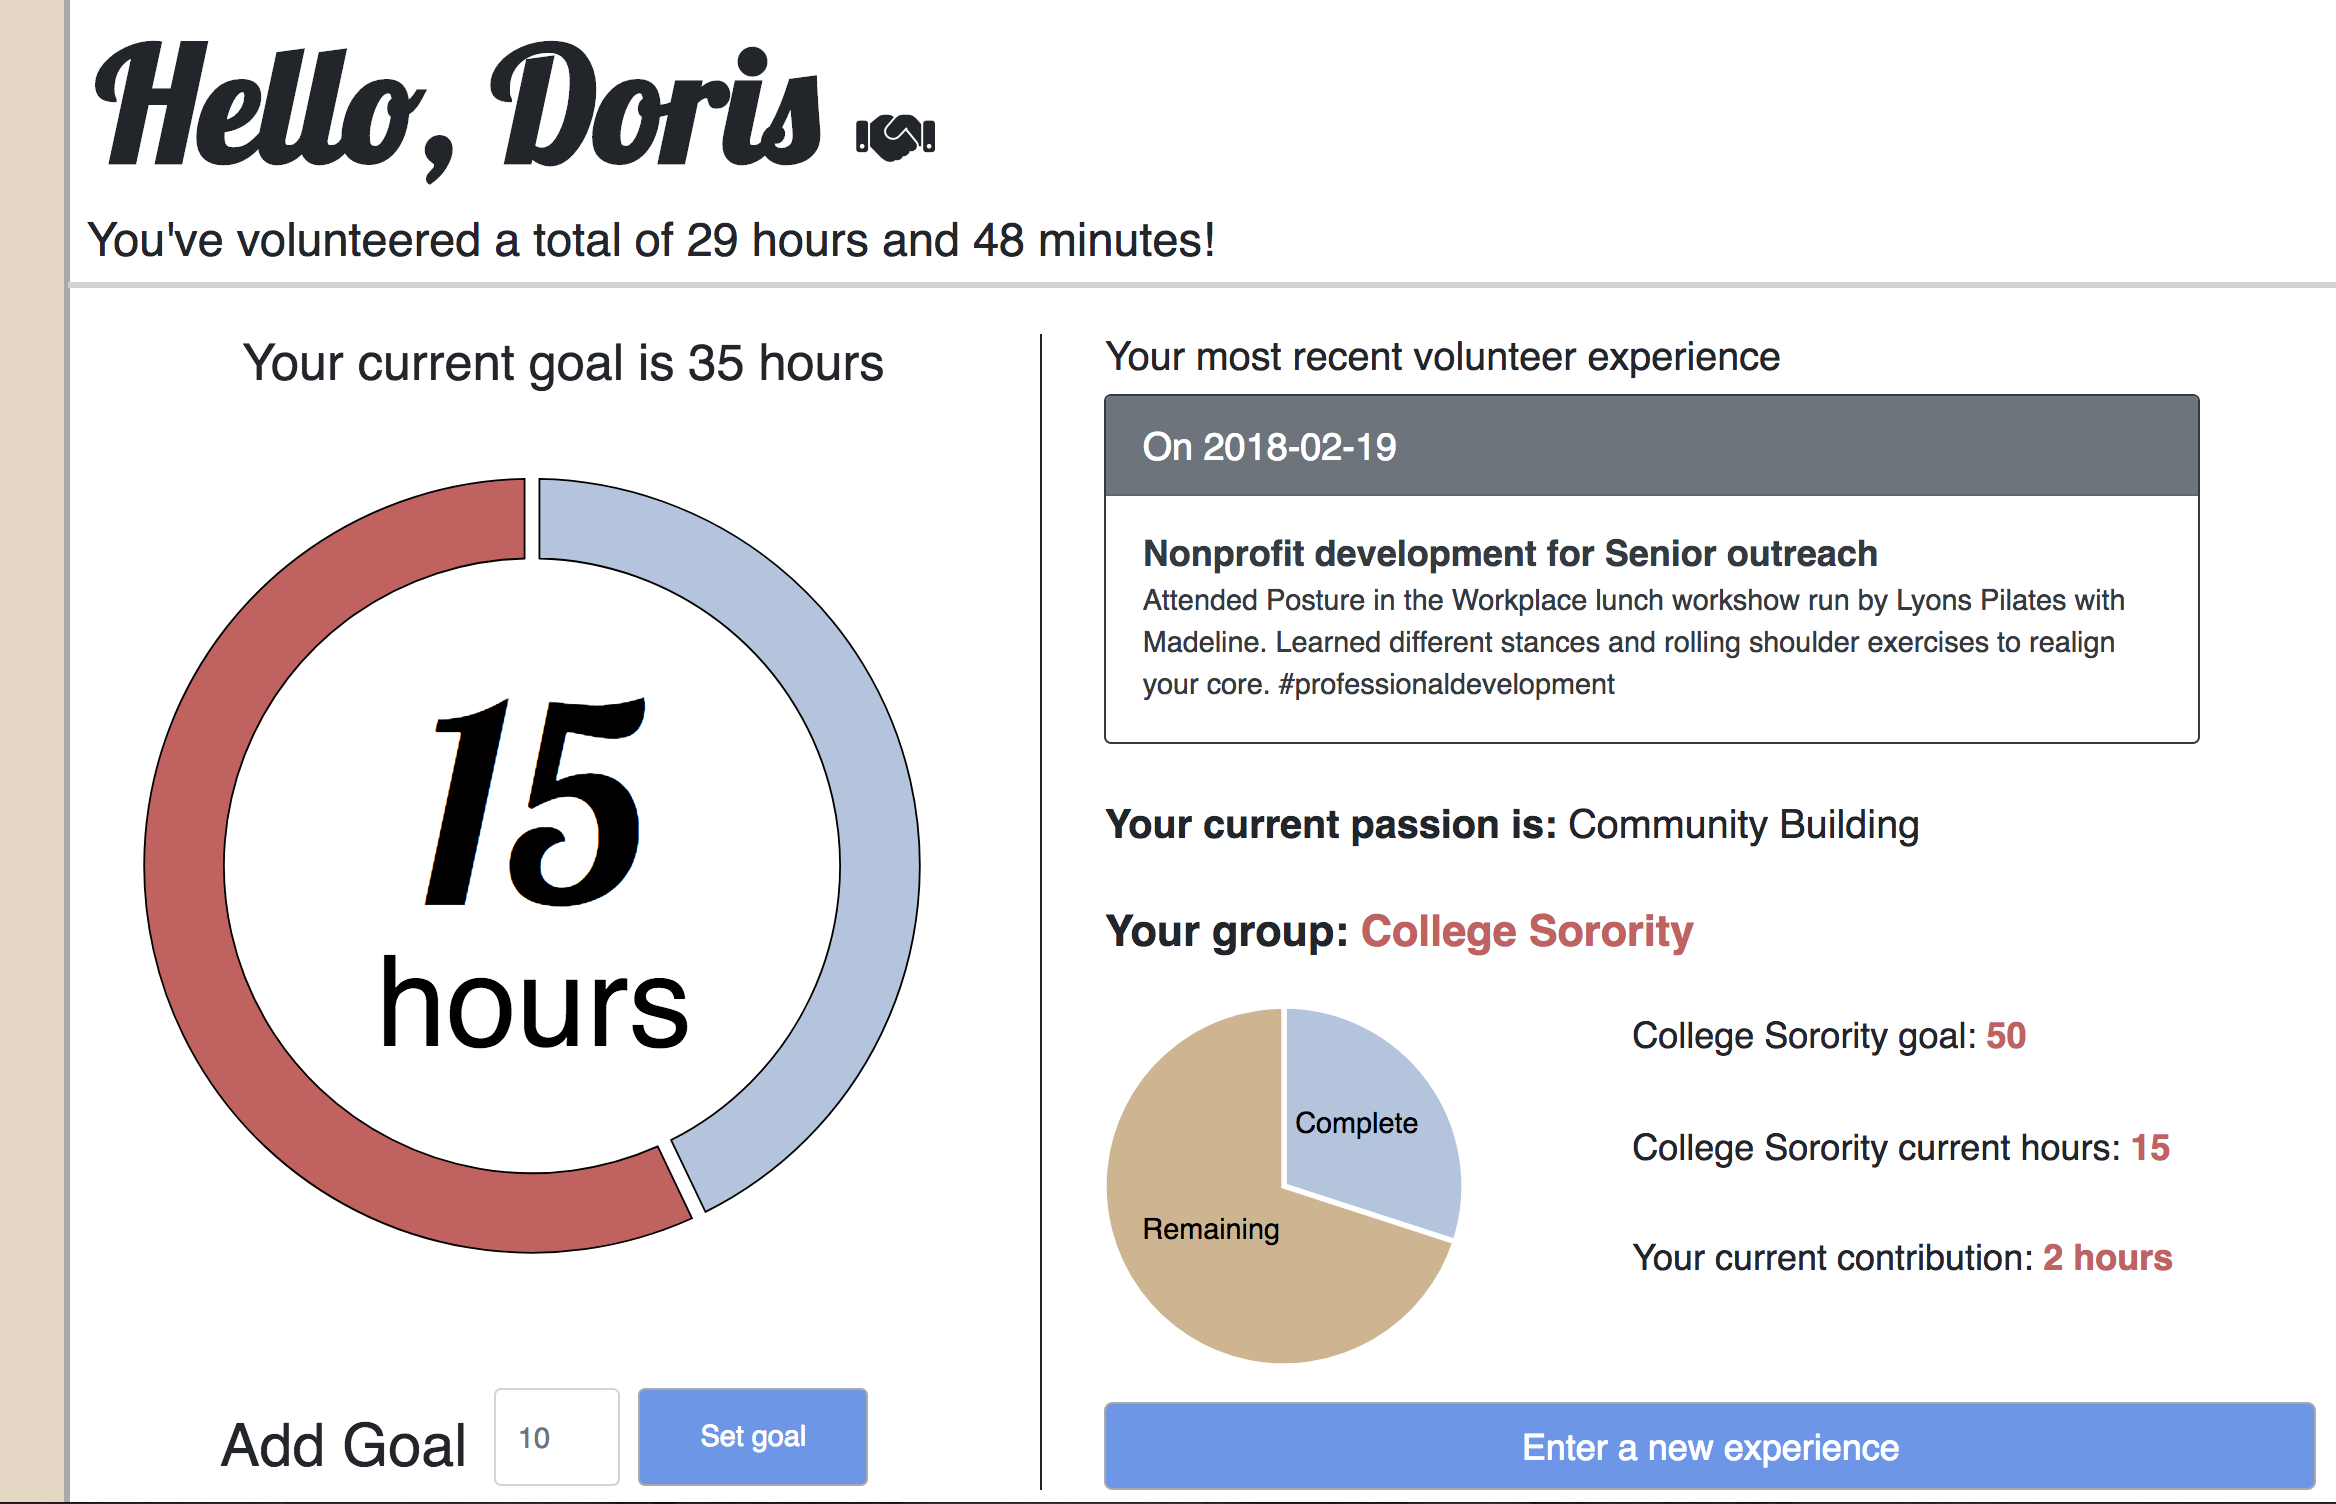 Hello, Doris
You've volunteered a total of 29 hours and 48 minutes!
Your current goal is 35 hours
15
hours
Add Goal
10
Set goal
Your most recent volunteer experience
On 2018-02-19
Nonprofit development for Senior outreach
Attended Posture in the Workplace lunch workshow run by Lyons Pilates with
Madeline. Learned different stances and rolling shoulder exercises to realign
your core. #professionaldevelopment
Your current passion is: Community Building
Your group: College Sorority
Complete
Remaining
College Sorority goal: 50
College Sorority current hours: 15
Your current contribution: 2 hours
Enter a new experience